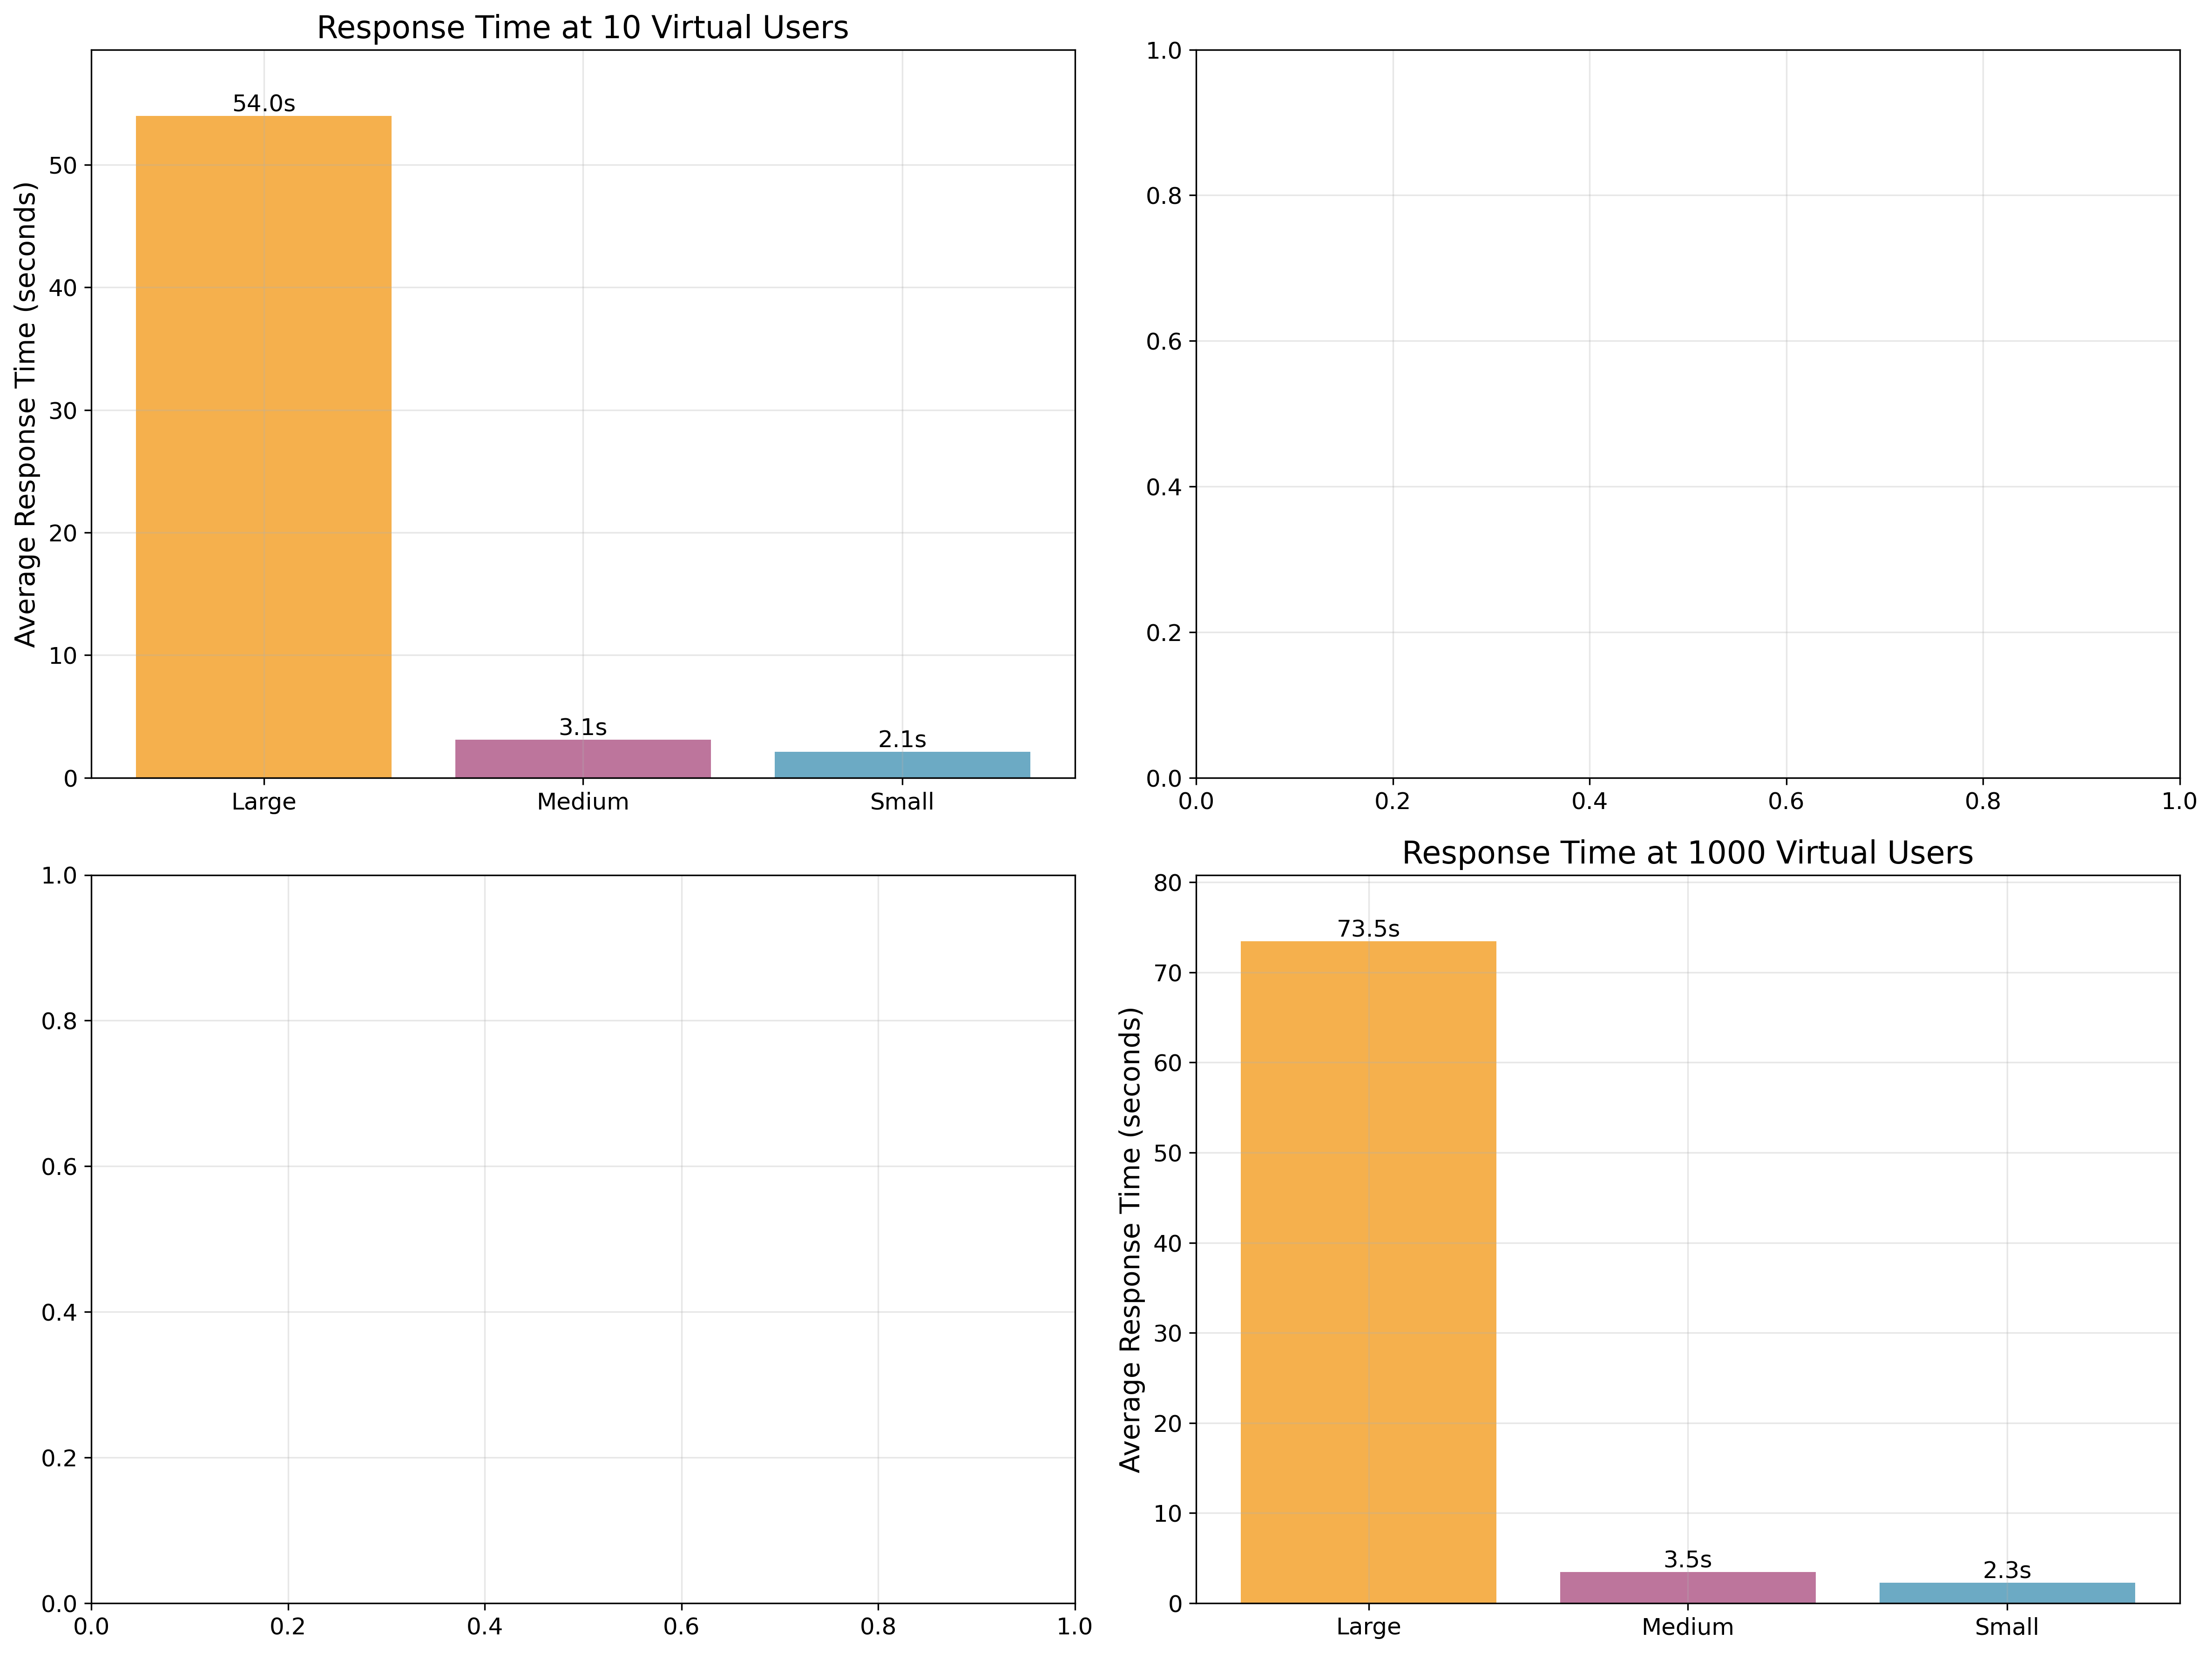 Response Time at 10 Virtual Users
Average Response Time (seconds)
50
40
30
20
10
0
54.0s
3.1s
2.1s
Large
Medium
Small
1.0
0.8
0.6
0.4
0.2
0.0
0.0
0.2
0.4
0.6
0.8
1.0
1.0
0.8
0.6
0.4
0.2
0.0
0.0
0.2
0.4
0.6
0.8
1.0
Response Time at 1000 Virtual Users
Average Response Time (seconds)
80
70
60
50
40
30
20
10
0
73.5s
3.5s
2.3s
Large
Medium
Small